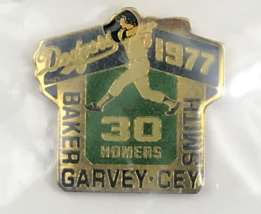 Dodgers 1977
BAKER
30
HOMERS
SMITH
GARVEY · CEY